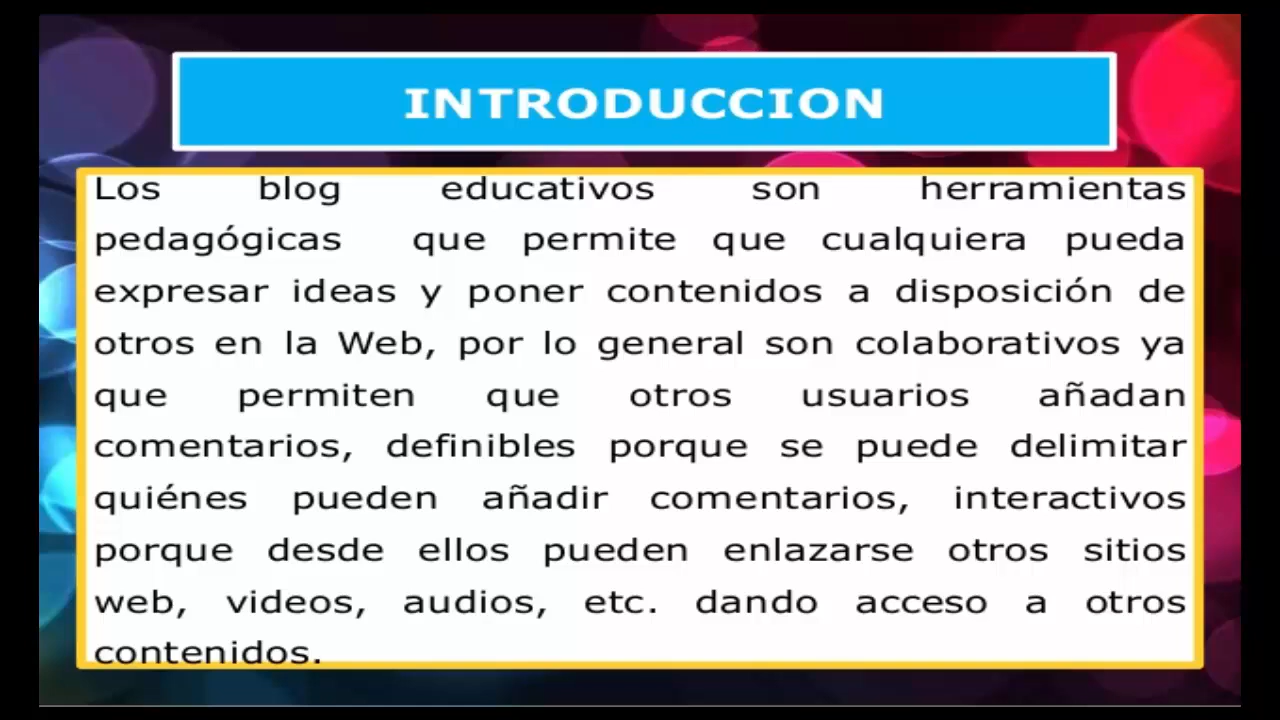 INTRODUCCION
Los blog educativos son herramientas
pedagógicas que permite que cualquiera pueda
expresar ideas y poner contenidos a disposición de
otros en la Web, por lo general son colaborativos ya
que permiten que otros usuarios añadan
comentarios, definibles porque se puede delimitar
quiénes pueden añadir comentarios, interactivos
porque desde ellos pueden enlazarse otros sitios
web, videos, audios, etc. dando acceso a otros
contenidos.